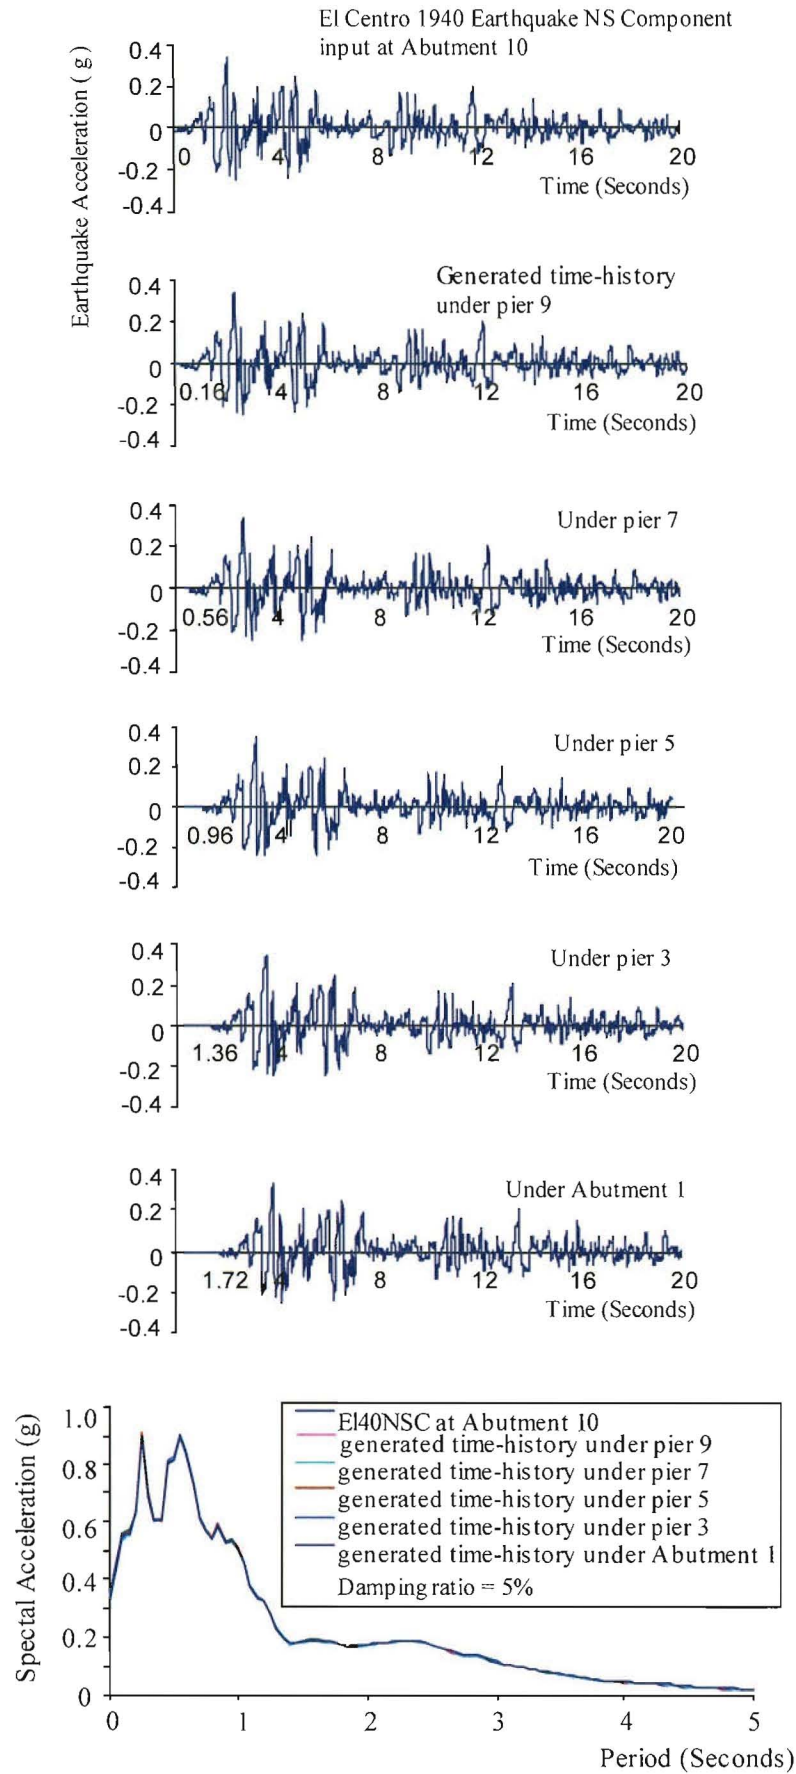 El Centro 1940 Earthquake NS Component
input at Abutment 10
Earthquake Acceleration ( g)
0.4
0.2
0
-0.2
-0.4
0 4 8 12 16 20
Time (Seconds)
Generated time-history
under pier 9
0.4
0.2
0
-0.2
-0.4
0.16 4 8 12 16 20
Time (Seconds)
Under pier 7
0.4
0.2
0
-0.2
-0.4
0.56 4 8 12 16 20
Time (Seconds)
Under pier 5
0.4
0.2
0
-0.2
-0.4
0.96 4 8 12 16 20
Time (Seconds)
Under pier 3
0.4
0.2
0
-0.2
-0.4
1.36 4 8 12 16 20
Time (Seconds)
Under Abutment 1
0.4
0.2
0
-0.2
-0.4
1.72 4 8 12 16 20
Time (Seconds)
Spectal Acceleration (g)
1.0
0.8
0.6
0.4
0.2
0
El40NSC at Abutment 10
generated time-history under pier 9
generated time-history under pier 7
generated time-history under pier 5
generated time-history under pier 3
generated time-history under Abutment 1
Damping ratio = 5%
0 1 2 3 4 5
Period (Seconds)